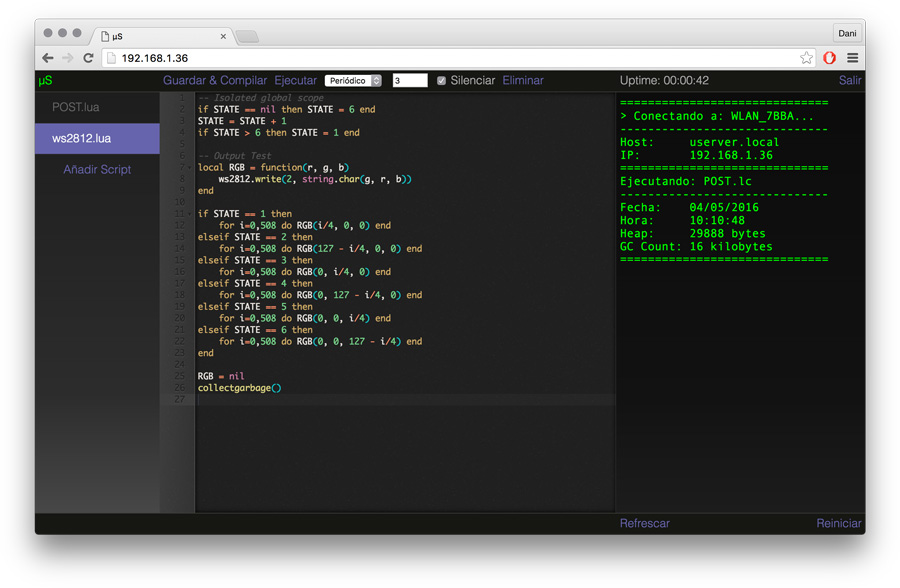 µS
Dani
192.168.1.36
µS
Guardar & Compilar Ejecutar Periódico 3 Silenciar Eliminar Uptime: 00:00:42 Salir
POST.lua
ws2812.lua
Añadir Script
1 -- Isolated global scope
2 if STATE == nil then STATE = 6 end
3 STATE = STATE + 1
4 if STATE > 6 then STATE = 1 end
5
6 -- Output Test
7 local RGB = function(r, g, b)
8 ws2812.write(2, string.char(g, r, b))
9 end
10
11 if STATE == 1 then
12 for i=0,508 do RGB(i/4, 0, 0) end
13 elseif STATE == 2 then
14 for i=0,508 do RGB(127 - i/4, 0, 0) end
15 elseif STATE == 3 then
16 for i=0,508 do RGB(0, i/4, 0) end
17 elseif STATE == 4 then
18 for i=0,508 do RGB(0, 127 - i/4, 0) end
19 elseif STATE == 5 then
20 for i=0,508 do RGB(0, 0, i/4) end
21 elseif STATE == 6 then
22 for i=0,508 do RGB(0, 0, 127 - i/4) end
23 end
24
25 RGB = nil
26 collectgarbage()
27
==============================
> Conectando a: WLAN_7BBA...
------------------------------
Host: userver.local
IP: 192.168.1.36
==============================
Ejecutando: POST.lc
------------------------------
Fecha: 04/05/2016
Hora: 10:10:48
Heap: 29888 bytes
GC Count: 16 kilobytes
==============================
Refrescar Reiniciar